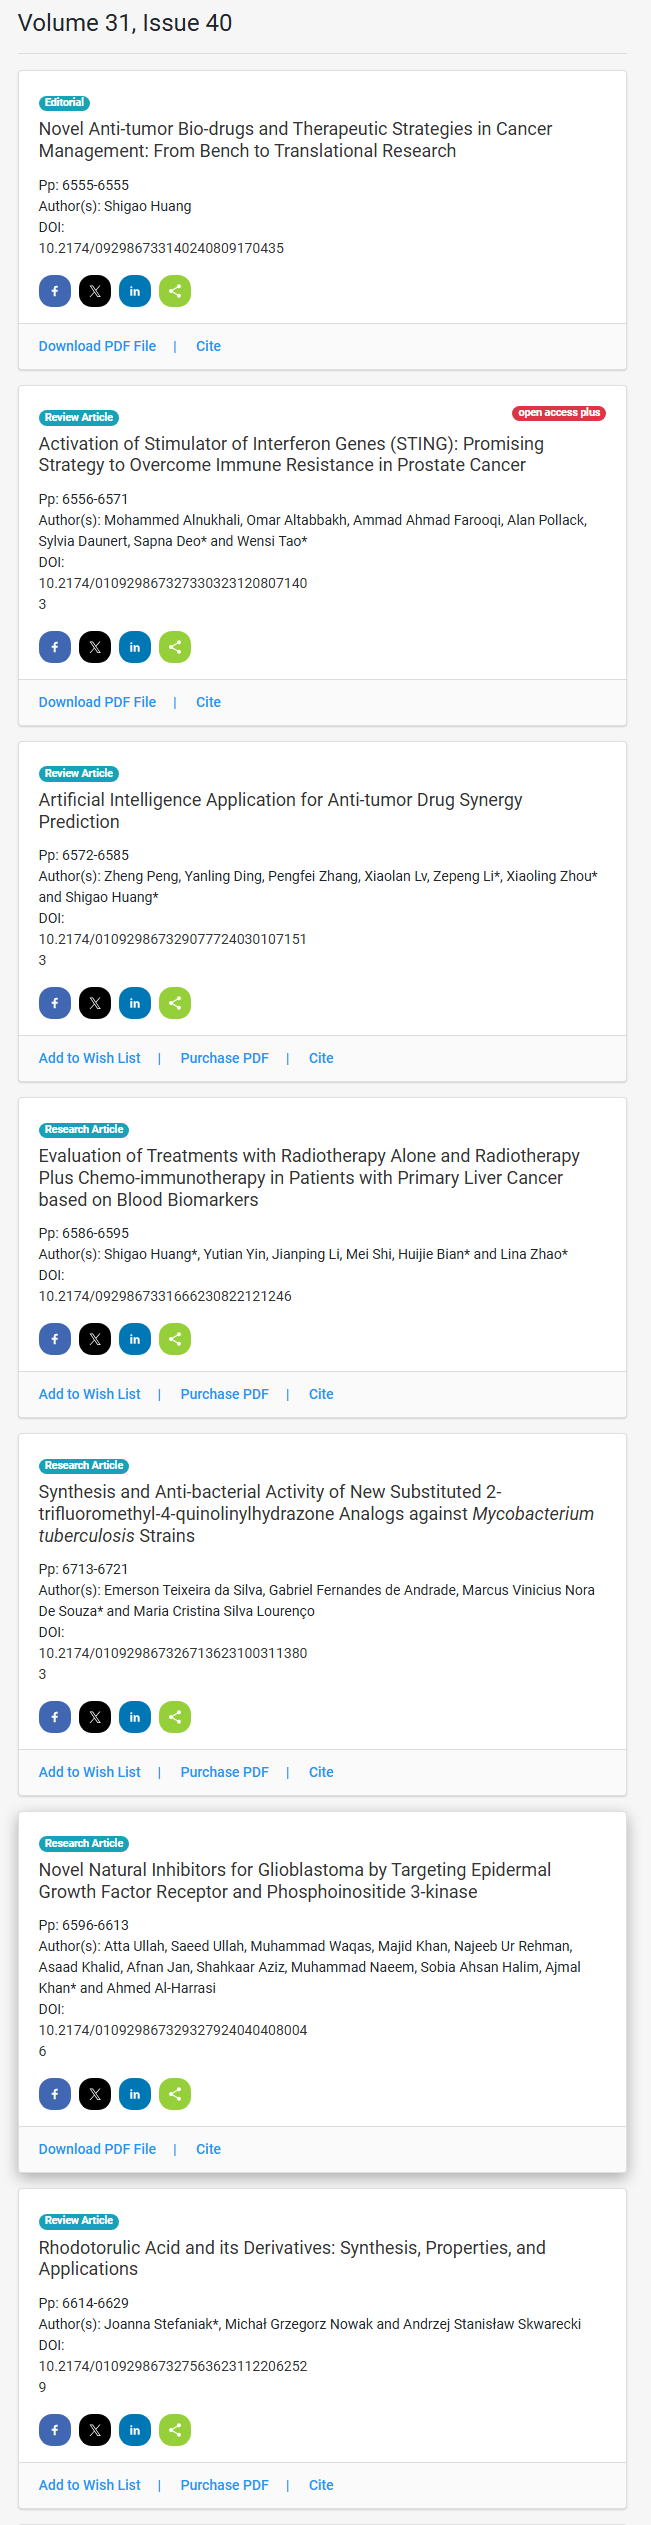 Volume 31, Issue 40
Editorial
Novel Anti-tumor Bio-drugs and Therapeutic Strategies in Cancer
Management: From Bench to Translational Research
Pp: 6555-6555
Author(s): Shigao Huang
DOI:
10.2174/092986733140240809170435
Download PDF File | Cite
Review Article
open access plus
Activation of Stimulator of Interferon Genes (STING): Promising
Strategy to Overcome Immune Resistance in Prostate Cancer
Pp: 6556-6571
Author(s): Mohammed Alnukhali, Omar Altabbakh, Ammad Ahmad Farooqi, Alan Pollack,
Sylvia Daunert, Sapna Deo* and Wensi Tao*
DOI:
10.2174/010929867327330323120807140
3
Download PDF File | Cite
Review Article
Artificial Intelligence Application for Anti-tumor Drug Synergy
Prediction
Pp: 6572-6585
Author(s): Zheng Peng, Yanling Ding, Pengfei Zhang, Xiaolan Lv, Zepeng Li*, Xiaoling Zhou*
and Shigao Huang*
DOI:
10.2174/010929867329077724030107151
3
Add to Wish List | Purchase PDF | Cite
Research Article
Evaluation of Treatments with Radiotherapy Alone and Radiotherapy
Plus Chemo-immunotherapy in Patients with Primary Liver Cancer
based on Blood Biomarkers
Pp: 6586-6595
Author(s): Shigao Huang*, Yutian Yin, Jianping Li, Mei Shi, Huijie Bian* and Lina Zhao*
DOI:
10.2174/0929867331666230822121246
Add to Wish List | Purchase PDF | Cite
Research Article
Synthesis and Anti-bacterial Activity of New Substituted 2-
trifluoromethyl-4-quinolinylhydrazone Analogs against Mycobacterium
tuberculosis Strains
Pp: 6713-6721
Author(s): Emerson Teixeira da Silva, Gabriel Fernandes de Andrade, Marcus Vinicius Nora
De Souza* and Maria Cristina Silva Lourenço
DOI:
10.2174/010929867326713623100311380
3
Add to Wish List | Purchase PDF | Cite
Research Article
Novel Natural Inhibitors for Glioblastoma by Targeting Epidermal
Growth Factor Receptor and Phosphoinositide 3-kinase
Pp: 6596-6613
Author(s): Atta Ullah, Saeed Ullah, Muhammad Waqas, Majid Khan, Najeeb Ur Rehman,
Asaad Khalid, Afnan Jan, Shahkaar Aziz, Muhammad Naeem, Sobia Ahsan Halim, Ajmal
Khan* and Ahmed Al-Harrasi
DOI:
10.2174/010929867329327924040408004
6
Download PDF File | Cite
Review Article
Rhodotorulic Acid and its Derivatives: Synthesis, Properties, and
Applications
Pp: 6614-6629
Author(s): Joanna Stefaniak*, Michał Grzegorz Nowak and Andrzej Stanisław Skwarecki
DOI:
10.2174/010929867327563623112206252
9
Add to Wish List | Purchase PDF | Cite